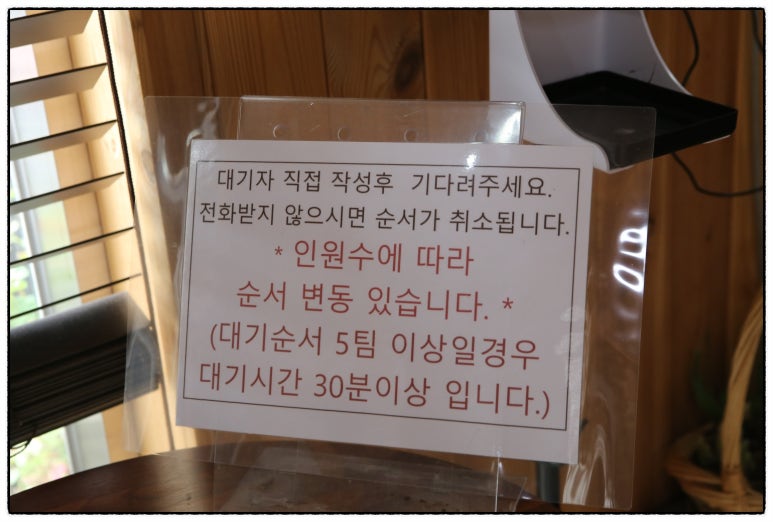 대기자 직접 작성후 기다려주세요.
전화받지 않으시면 순서가 취소됩니다.
* 인원수에 따라
순서 변동 있습니다. *
(대기순서 5팀 이상일경우
대기시간 30분이상 입니다.)